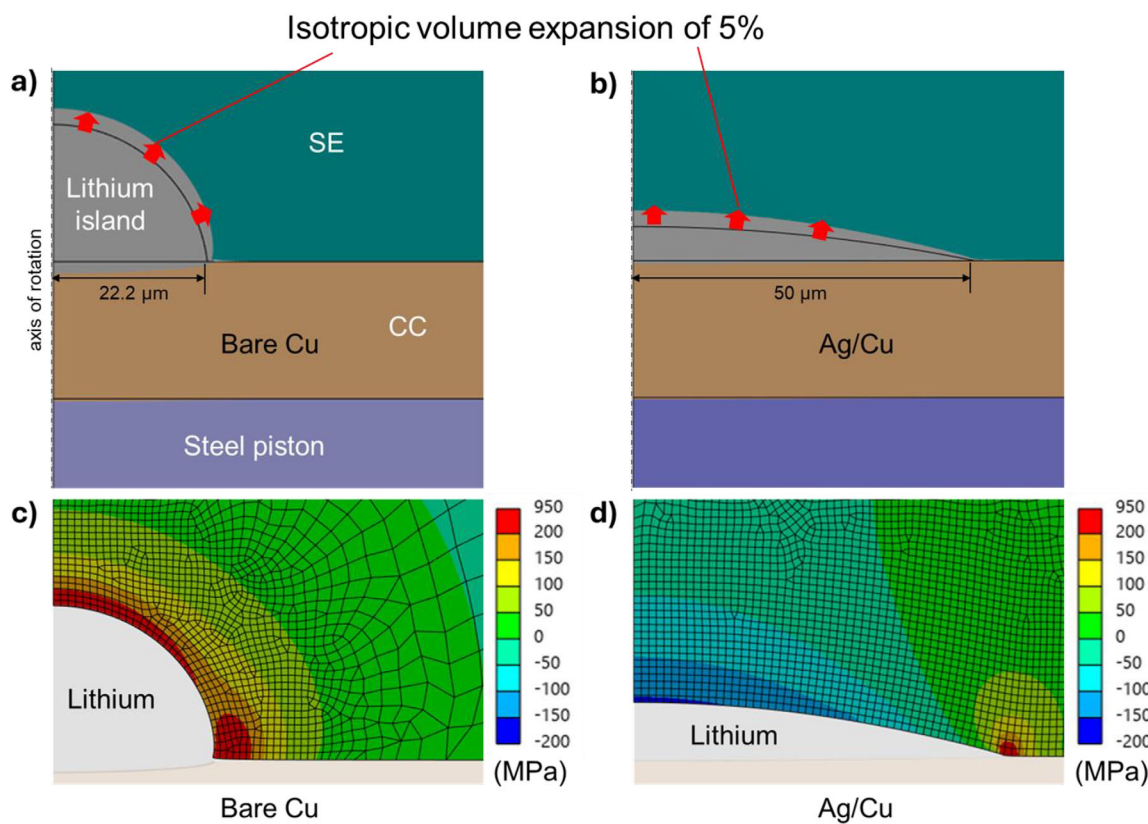 Isotropic volume expansion of 5%
a)
SE
Lithium
island
axis of rotation
22.2 µm
CC
Bare Cu
Steel piston
b)
50 µm
Ag/Cu
c)
Lithium
950
200
150
100
50
0
-50
-100
-150
-200
(MPa)
Bare Cu
d)
Lithium
950
200
150
100
50
0
-50
-100
-150
-200
(MPa)
Ag/Cu